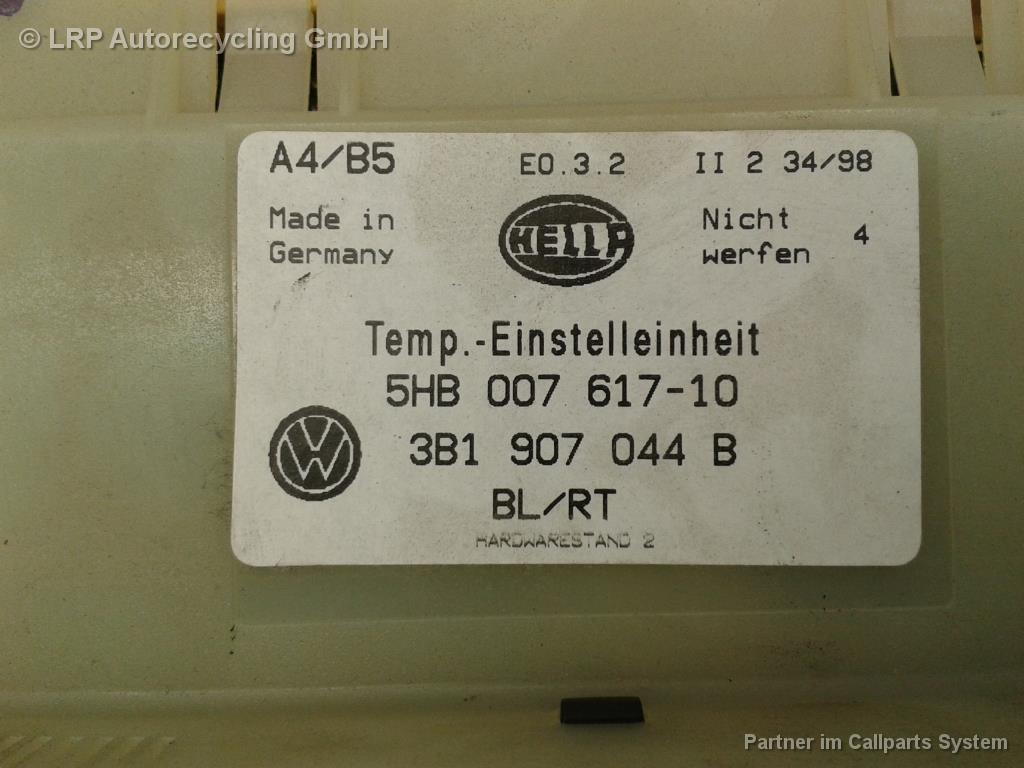 © LRP Autorecycling GmbH
A4/B5 E0.3.2 II 2 34/98
Made in Germany
HELLA
Nicht werfen 4
Temp.-Einstelleinheit
5HB 007 617-10
VW 3B1 907 044 B
BL/RT
HARDWARESTAND 2
Partner im Callparts System